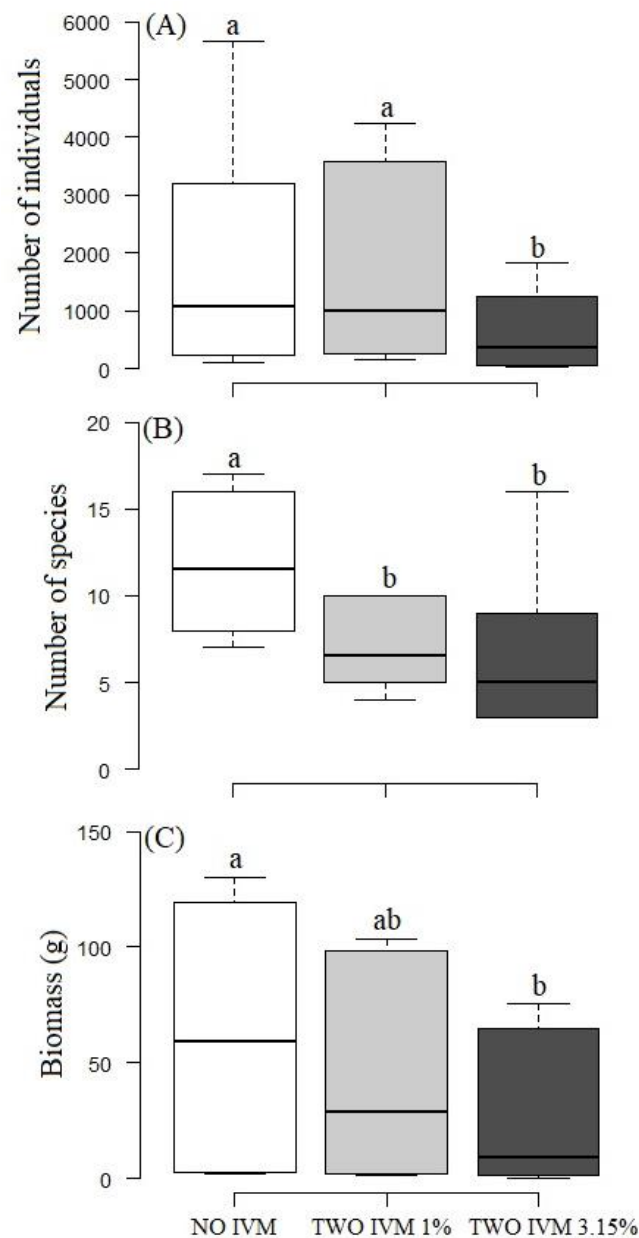 (A)
Number of individuals
6000
5000
4000
3000
2000
1000
0
a
a
b
(B)
Number of species
20
15
10
5
0
a
b
b
(C)
Biomass (g)
150
100
50
0
a
ab
b
NO IVM TWO IVM 1% TWO IVM 3.15%